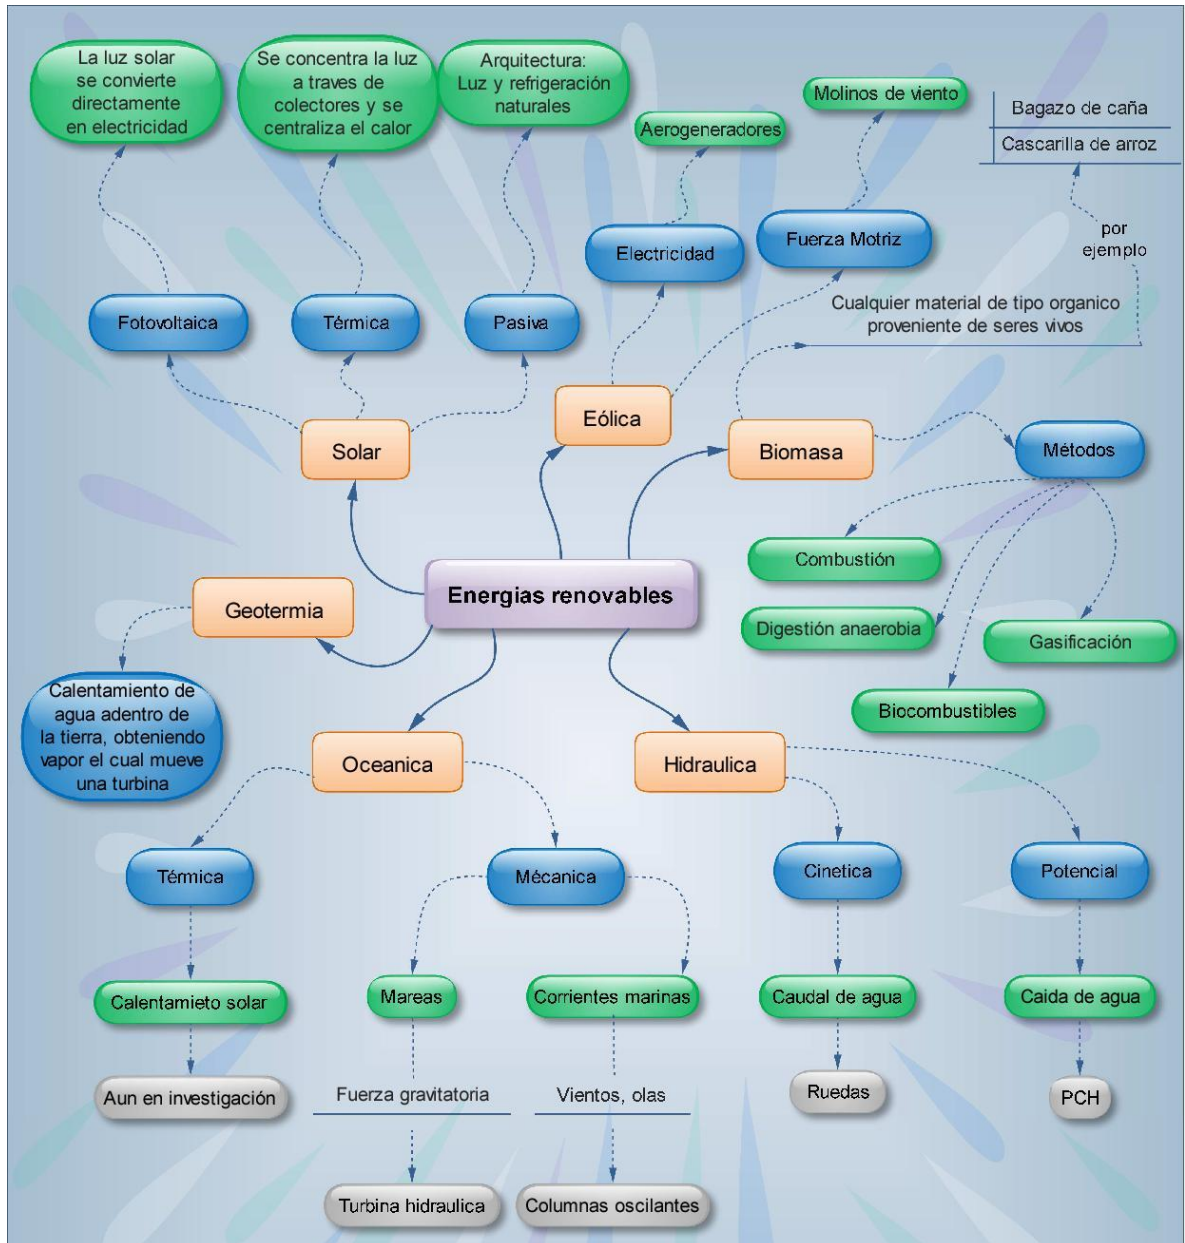 La luz solar
se convierte
directamente
en electricidad
Se concentra la luz
a traves de
colectores y se
centraliza el calor
Arquitectura:
Luz y refrigeración
naturales
Aerogeneradores
Molinos de viento
Bagazo de caña
Cascarilla de arroz
por
ejemplo
Electricidad
Fuerza Motriz
Cualquier material de tipo organico
proveniente de seres vivos
Fotovoltaica
Térmica
Pasiva
Solar
Eólica
Biomasa
Métodos
Combustión
Digestión anaerobia
Gasificación
Biocombustibles
Energias renovables
Geotermia
Calentamiento de
agua adentro de
la tierra, obteniendo
vapor el cual mueve
una turbina
Oceanica
Hidraulica
Térmica
Mécanica
Cinetica
Potencial
Calentamieto solar
Mareas
Corrientes marinas
Caudal de agua
Caida de agua
Aun en investigación
Fuerza gravitatoria
Vientos, olas
Ruedas
PCH
Turbina hidraulica
Columnas oscilantes